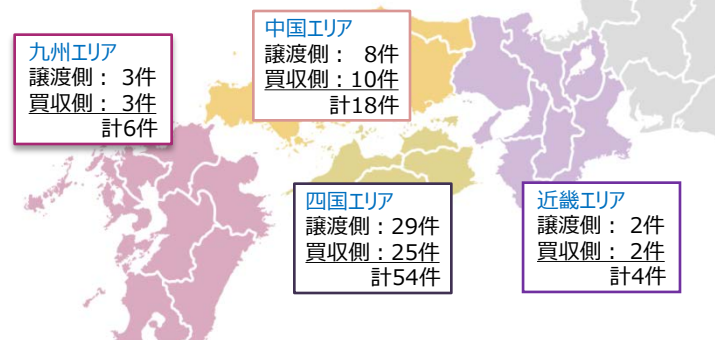 九州エリア
譲渡側： 3件
買収側： 3件
計6件
中国エリア
譲渡側： 8件
買収側：10件
計18件
四国エリア
譲渡側：29件
買収側：25件
計54件
近畿エリア
譲渡側： 2件
買収側： 2件
計4件